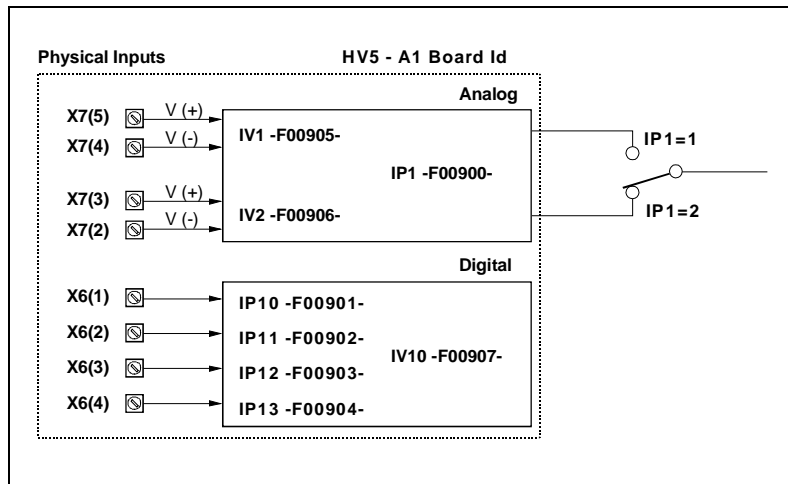 Physical Inputs HV5 - A1 Board Id
Analog
X7(5) V (+)
IV1 -F00905-
X7(4) V (-)
IP1 -F00900-
X7(3) V (+)
IV2 -F00906-
X7(2) V (-)
IP1=1
IP1=2
Digital
X6(1) IP10 -F00901-
X6(2) IP11 -F00902-
IV10 -F00907-
X6(3) IP12 -F00903-
X6(4) IP13 -F00904-